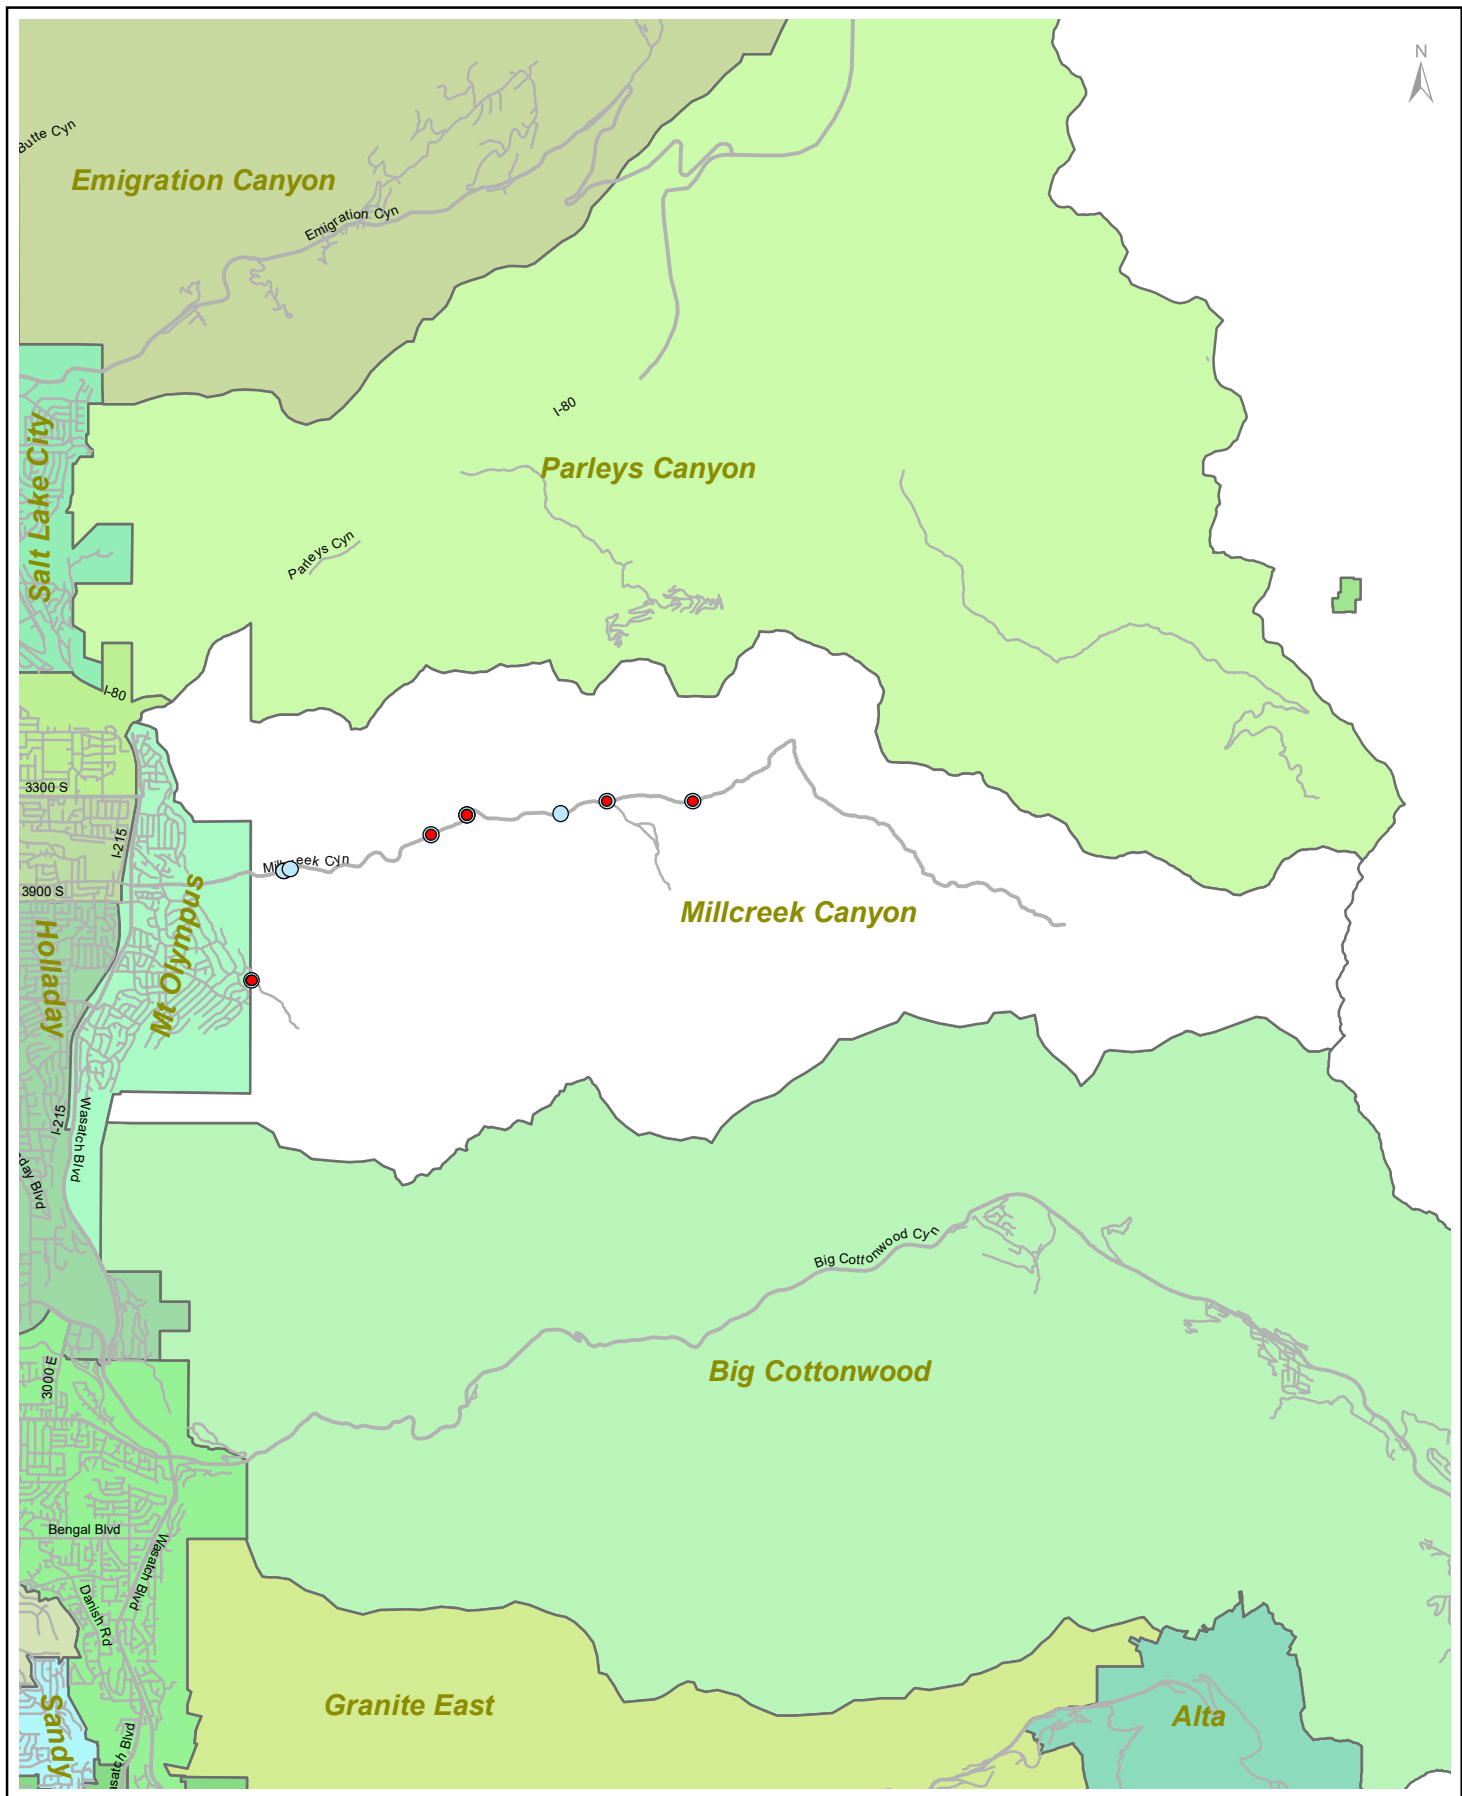 N
Butte Cyn
Emigration Canyon
Emigration Cyn
Salt Lake City
I-80
Parleys Canyon
Parleys Cyn
I-80
3300 S
I-215
Millcreek Cyn
3900 S
Mt Olympus
Holladay
Millcreek Canyon
I-215
Wasatch Blvd
day Blvd
Big Cottonwood Cyn
3000 E
Big Cottonwood
Bengal Blvd
Wasatch Blvd
Danish Rd
Granite East
Alta
Sandy
asatch Blvd